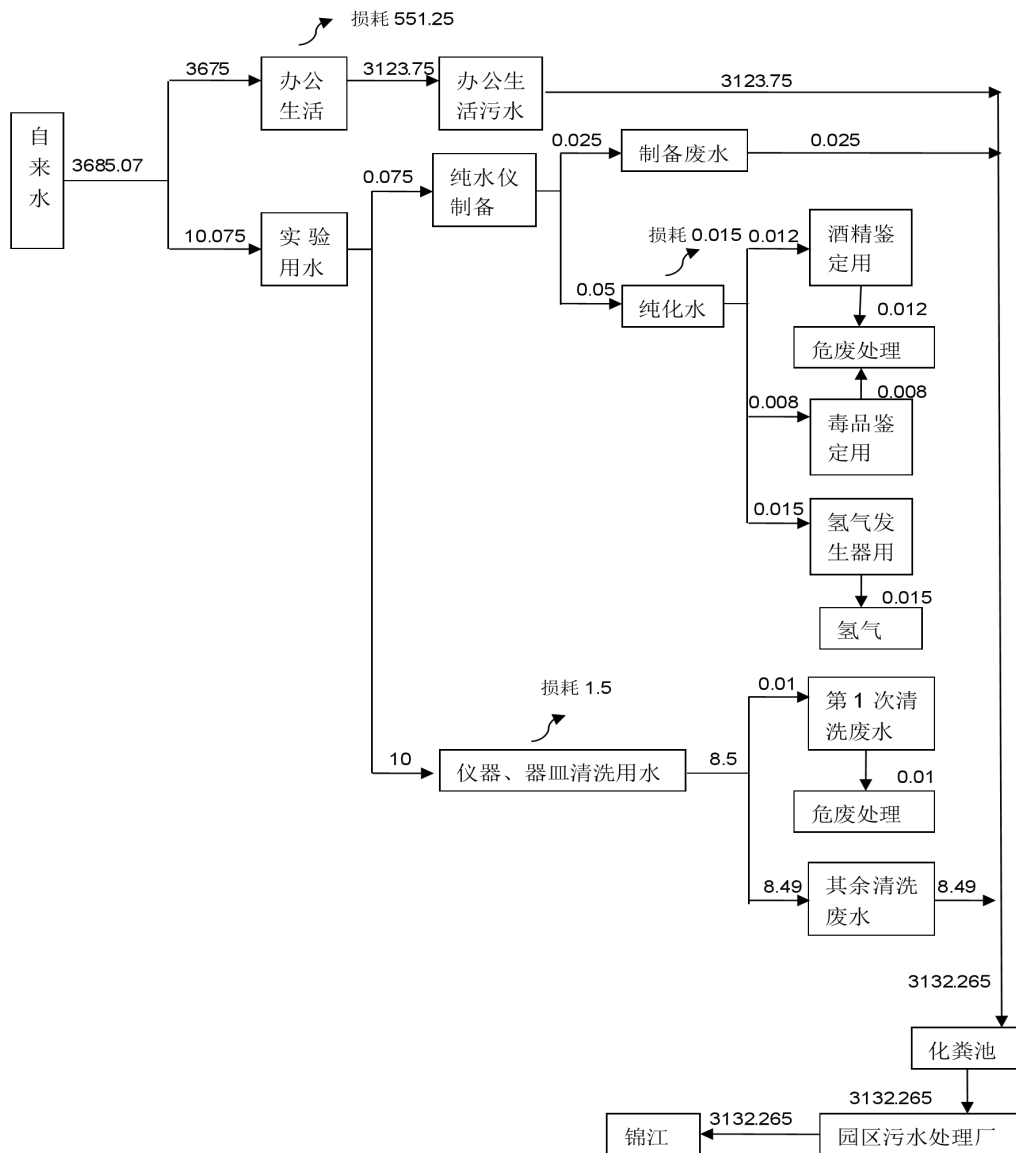 损耗 551.25
3675
办公
生活
3123.75
办公生
活污水
3123.75
自
来
水
3685.07
10.075
实 验
用水
0.075
纯水仪
制备
0.025
制备废水
0.025
0.05
纯化水
损耗 0.015
0.012
酒精鉴
定用
0.012
危废处理
0.008
0.008
毒品鉴
定用
0.015
氢气发
生器用
0.015
氢气
10
仪器、器皿清洗用水
损耗 1.5
8.5
0.01
第 1 次清
洗废水
0.01
危废处理
8.49
其余清洗
废水
8.49
3132.265
化粪池
3132.265
园区污水处理厂
3132.265
锦江